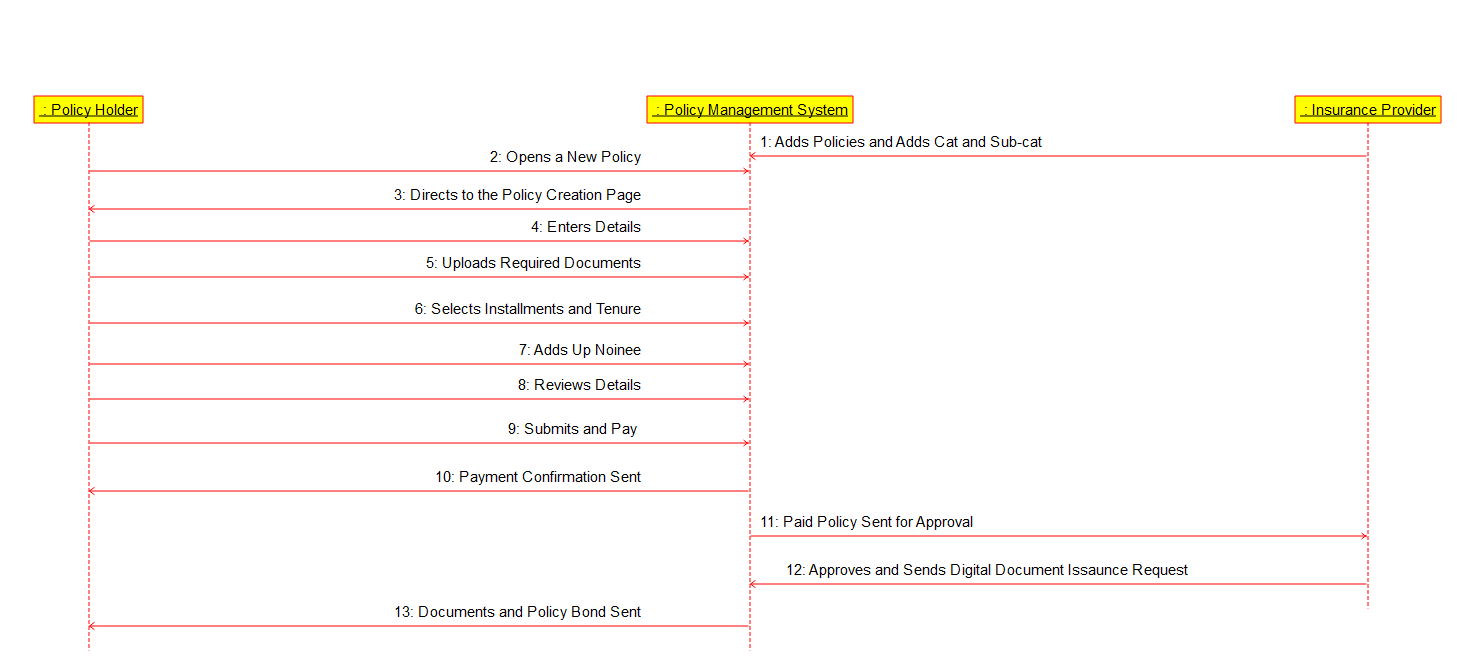 : Policy Holder
: Policy Management System
: Insurance Provider
1: Adds Policies and Adds Cat and Sub-cat
2: Opens a New Policy
3: Directs to the Policy Creation Page
4: Enters Details
5: Uploads Required Documents
6: Selects Installments and Tenure
7: Adds Up Noinee
8: Reviews Details
9: Submits and Pay
10: Payment Confirmation Sent
11: Paid Policy Sent for Approval
12: Approves and Sends Digital Document Issaunce Request
13: Documents and Policy Bond Sent